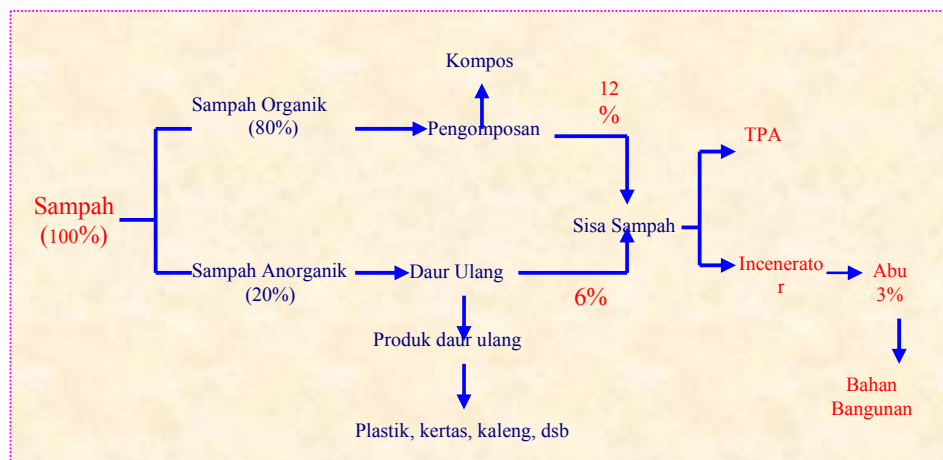 Kompos
12
%
Sampah Organik
(80%)
Pengomposan
TPA
Sampah
(100%)
Sisa Sampah
Sampah Anorganik
(20%)
Daur Ulang
6%
Incenerato
r
Abu
3%
Produk daur ulang
Bahan
Bangunan
Plastik, kertas, kaleng, dsb